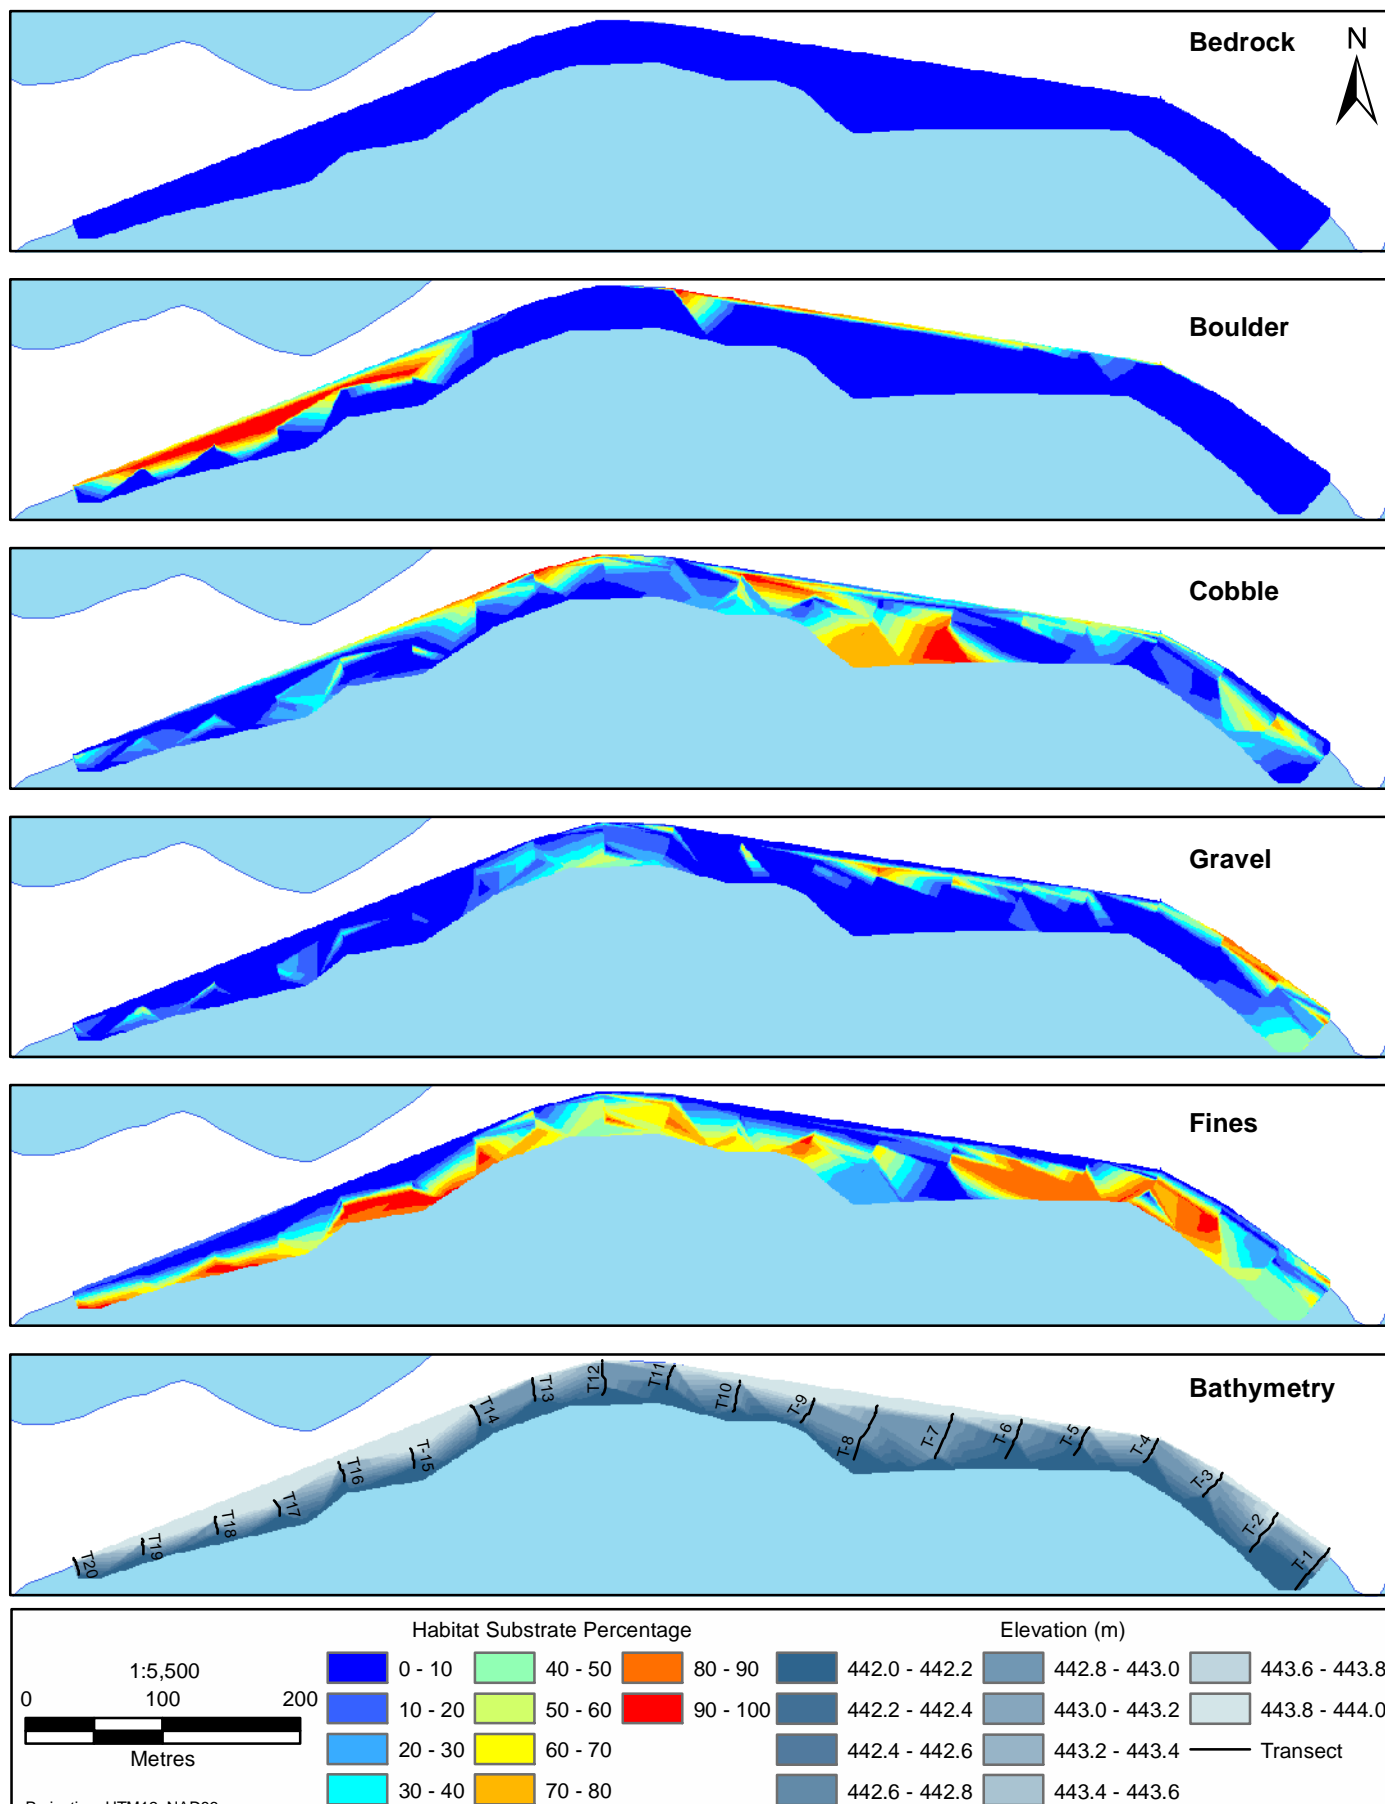 Bedrock
N
Boulder
Cobble
Gravel
Fines
Bathymetry
T20
T19
T18
T17
T16
T-15
T14
T13
T12
T11
T10
T-9
T-8
T-7
T-6
T-5
T-4
T-3
T-2
T-1
Habitat Substrate Percentage
Elevation (m)
1:5,500
0 100 200
Metres
0 - 10
10 - 20
20 - 30
30 - 40
40 - 50
50 - 60
60 - 70
70 - 80
80 - 90
90 - 100
442.0 - 442.2
442.2 - 442.4
442.4 - 442.6
442.6 - 442.8
442.8 - 443.0
443.0 - 443.2
443.2 - 443.4
443.4 - 443.6
443.6 - 443.8
443.8 - 444.0
Transect